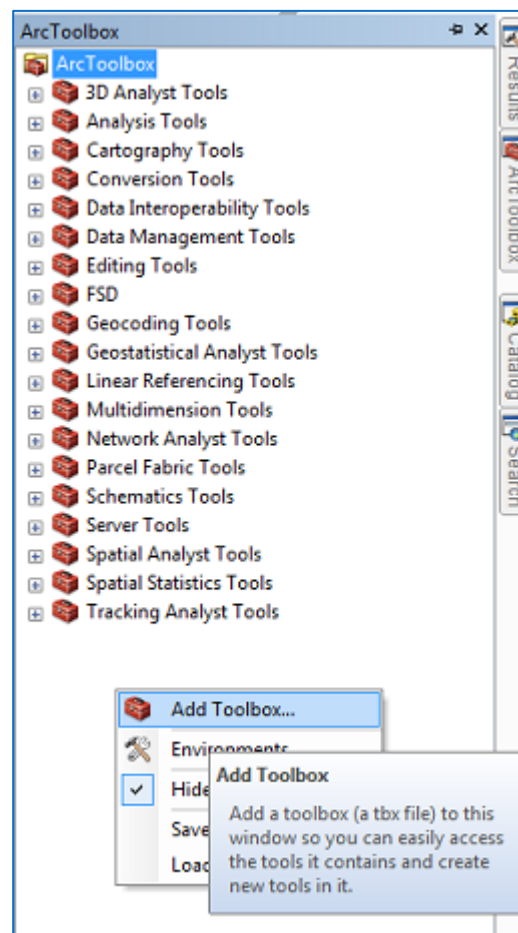 ArcToolbox
ArcToolbox
3D Analyst Tools
Analysis Tools
Cartography Tools
Conversion Tools
Data Interoperability Tools
Data Management Tools
Editing Tools
FSD
Geocoding Tools
Geostatistical Analyst Tools
Linear Referencing Tools
Multidimension Tools
Network Analyst Tools
Parcel Fabric Tools
Schematics Tools
Server Tools
Spatial Analyst Tools
Spatial Statistics Tools
Tracking Analyst Tools
Add Toolbox...
Environments
Hide
Save
Load
Add Toolbox
Add a toolbox (a tbx file) to this
window so you can easily access
the tools it contains and create
new tools in it.
Results
ArcToolbox
Catalog
Search